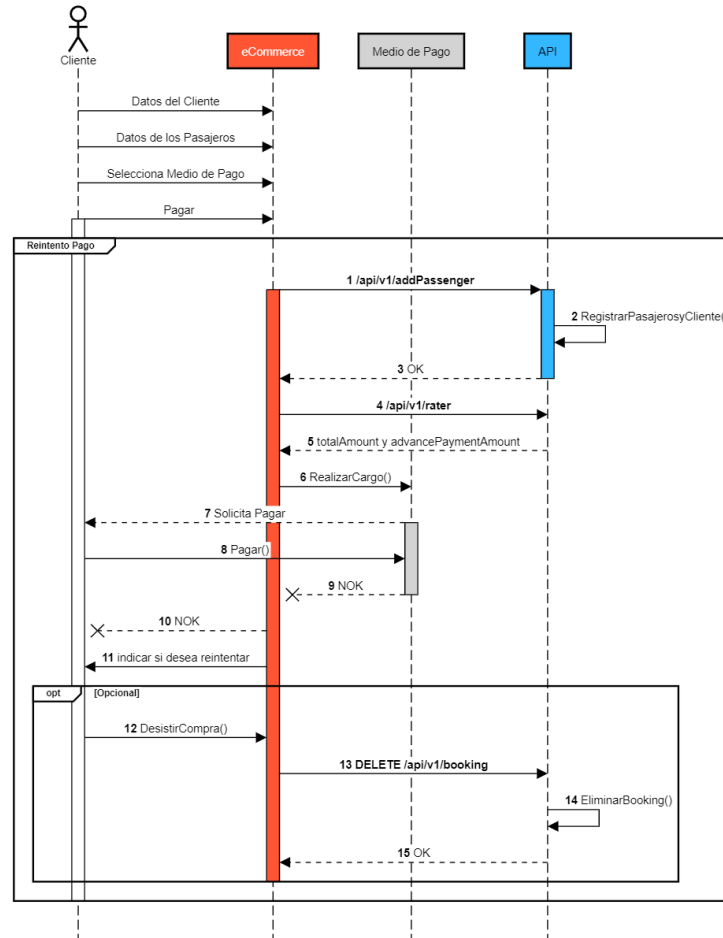 Cliente
eCommerce
Medio de Pago
API
Datos del Cliente
Datos de los Pasajeros
Selecciona Medio de Pago
Pagar
Reintento Pago
1 /api/v1/addPassenger
2 RegistrarPasajerosyCliente(
3 OK
4 /api/v1/rater
5 totalAmount y advancePaymentAmount
6 RealizarCargo()
7 Solicita Pagar
8 Pagar()
9 NOK
10 NOK
11 indicar si desea reintentar
opt [Opcional]
12 DesistirCompra()
13 DELETE /api/v1/booking
14 EliminarBooking()
15 OK